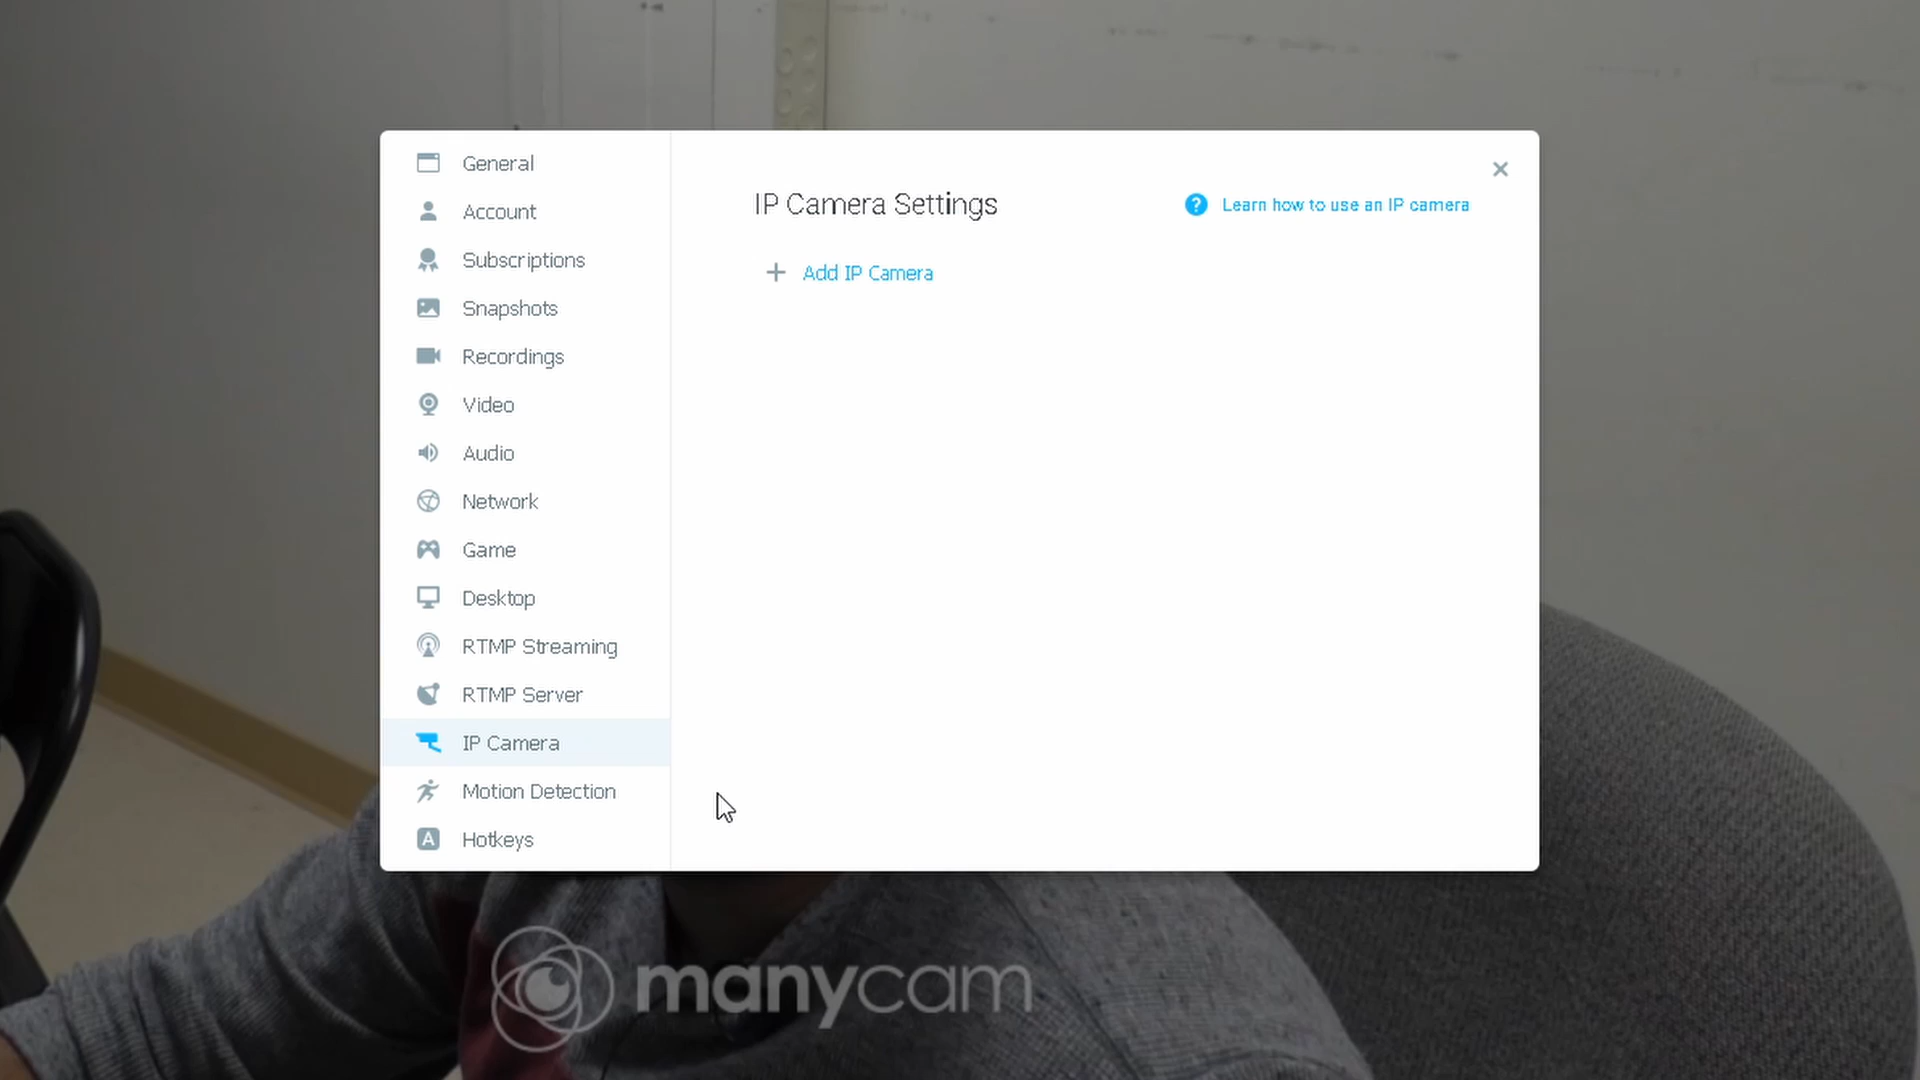 General
Account
Subscriptions
Snapshots
Recordings
Video
Audio
Network
Game
Desktop
RTMP Streaming
RTMP Server
IP Camera
Motion Detection
A Hotkeys
×
IP Camera Settings
? Learn how to use an IP camera
+ Add IP Camera
manycam